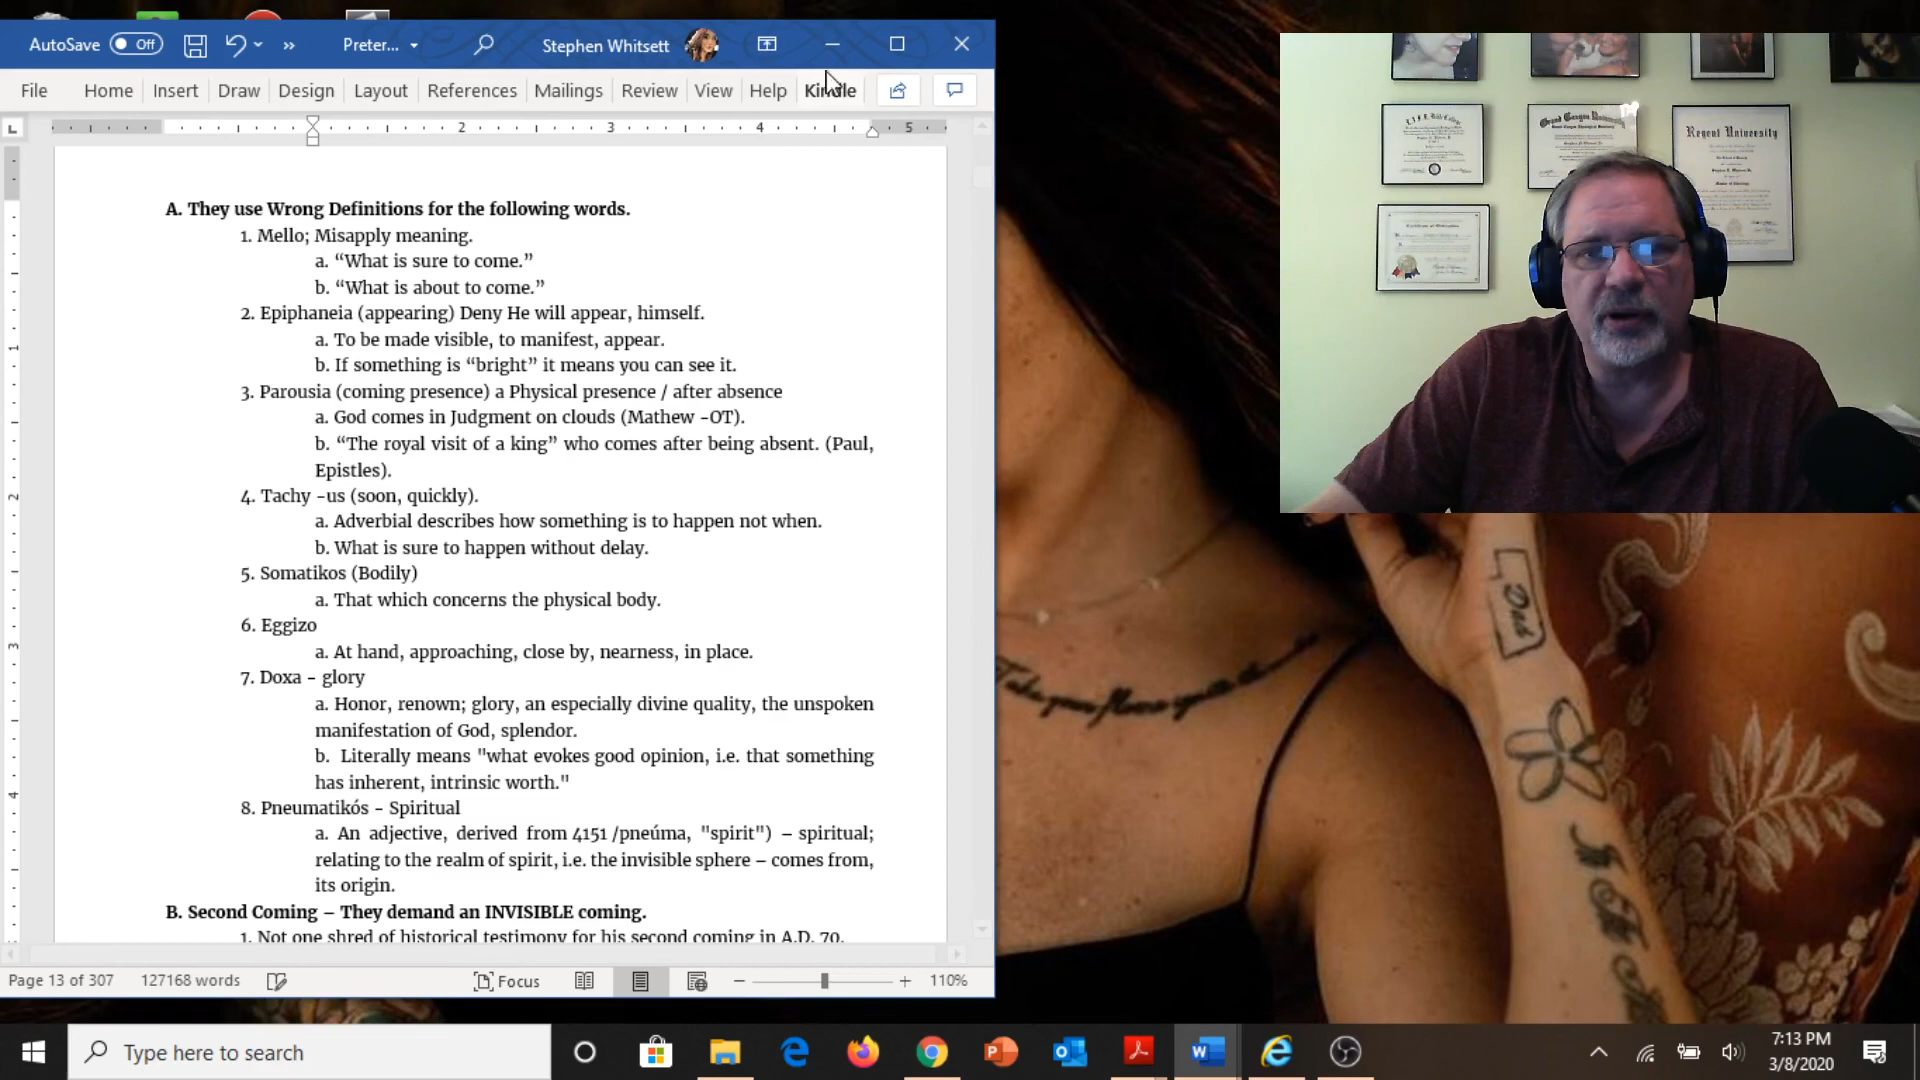 AutoSave Off Preter... Stephen Whitsett
File Home Insert Draw Design Layout References Mailings Review View Help Kindle
2 3 4 5
A. They use Wrong Definitions for the following words.
1. Mello; Misapply meaning.
a. “What is sure to come.”
b. “What is about to come.”
2. Epiphaneia (appearing) Deny He will appear, himself.
a. To be made visible, to manifest, appear.
b. If something is “bright” it means you can see it.
3. Parousia (coming presence) a Physical presence / after absence
a. God comes in Judgment on clouds (Mathew -OT).
b. “The royal visit of a king” who comes after being absent. (Paul,
Epistles).
4. Tachy -us (soon, quickly).
a. Adverbial describes how something is to happen not when.
b. What is sure to happen without delay.
5. Somatikos (Bodily)
a. That which concerns the physical body.
6. Eggizo
a. At hand, approaching, close by, nearness, in place.
7. Doxa - glory
a. Honor, renown; glory, an especially divine quality, the unspoken
manifestation of God, splendor.
b. Literally means "what evokes good opinion, i.e. that something
has inherent, intrinsic worth."
8. Pneumatikós - Spiritual
a. An adjective, derived from 4151 /pneúma, "spirit") – spiritual;
relating to the realm of spirit, i.e. the invisible sphere – comes from,
its origin.
B. Second Coming – They demand an INVISIBLE coming.
1. Not one shred of historical testimony for his second coming in A.D. 70.
1
2
3
4
Page 13 of 307 127168 words Focus 110%
Regent University
Dad
Type here to search
7:13 PM
3/8/2020